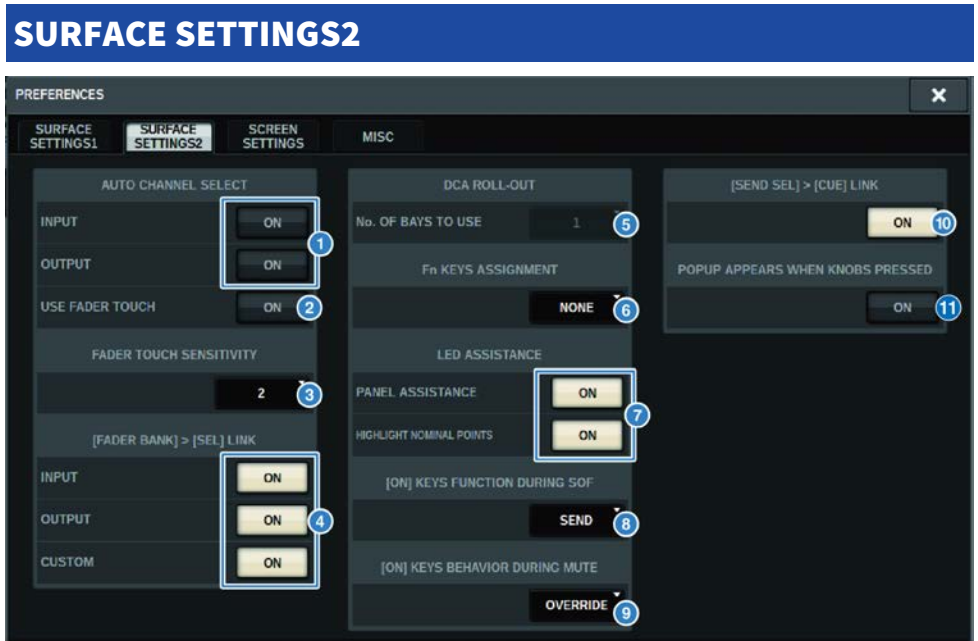 SURFACE SETTINGS2
PREFERENCES
SURFACE SETTINGS1
SURFACE SETTINGS2
SCREEN SETTINGS
MISC
AUTO CHANNEL SELECT
INPUT ON
1
OUTPUT ON
USE FADER TOUCH ON 2
FADER TOUCH SENSITIVITY
2 3
[FADER BANK] > [SEL] LINK
INPUT ON
OUTPUT ON 4
CUSTOM ON
DCA ROLL-OUT
No. OF BAYS TO USE 1 5
Fn KEYS ASSIGNMENT
NONE 6
LED ASSISTANCE
PANEL ASSISTANCE ON
7
HIGHLIGHT NOMINAL POINTS ON
[ON] KEYS FUNCTION DURING SOF
SEND 8
[ON] KEYS BEHAVIOR DURING MUTE
OVERRIDE 9
[SEND SEL] > [CUE] LINK
ON 10
POPUP APPEARS WHEN KNOBS PRESSED
ON 11